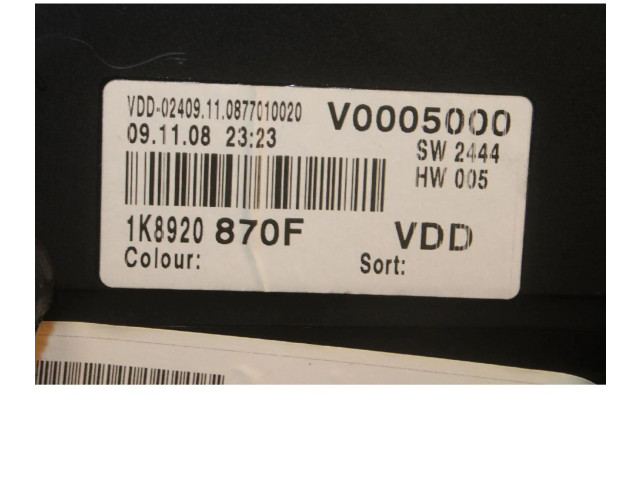 VDD-02409.11.0877010020 V0005000
09.11.08 23:23 SW 2444
HW 005
1K8920 870F VDD
Colour: Sort: